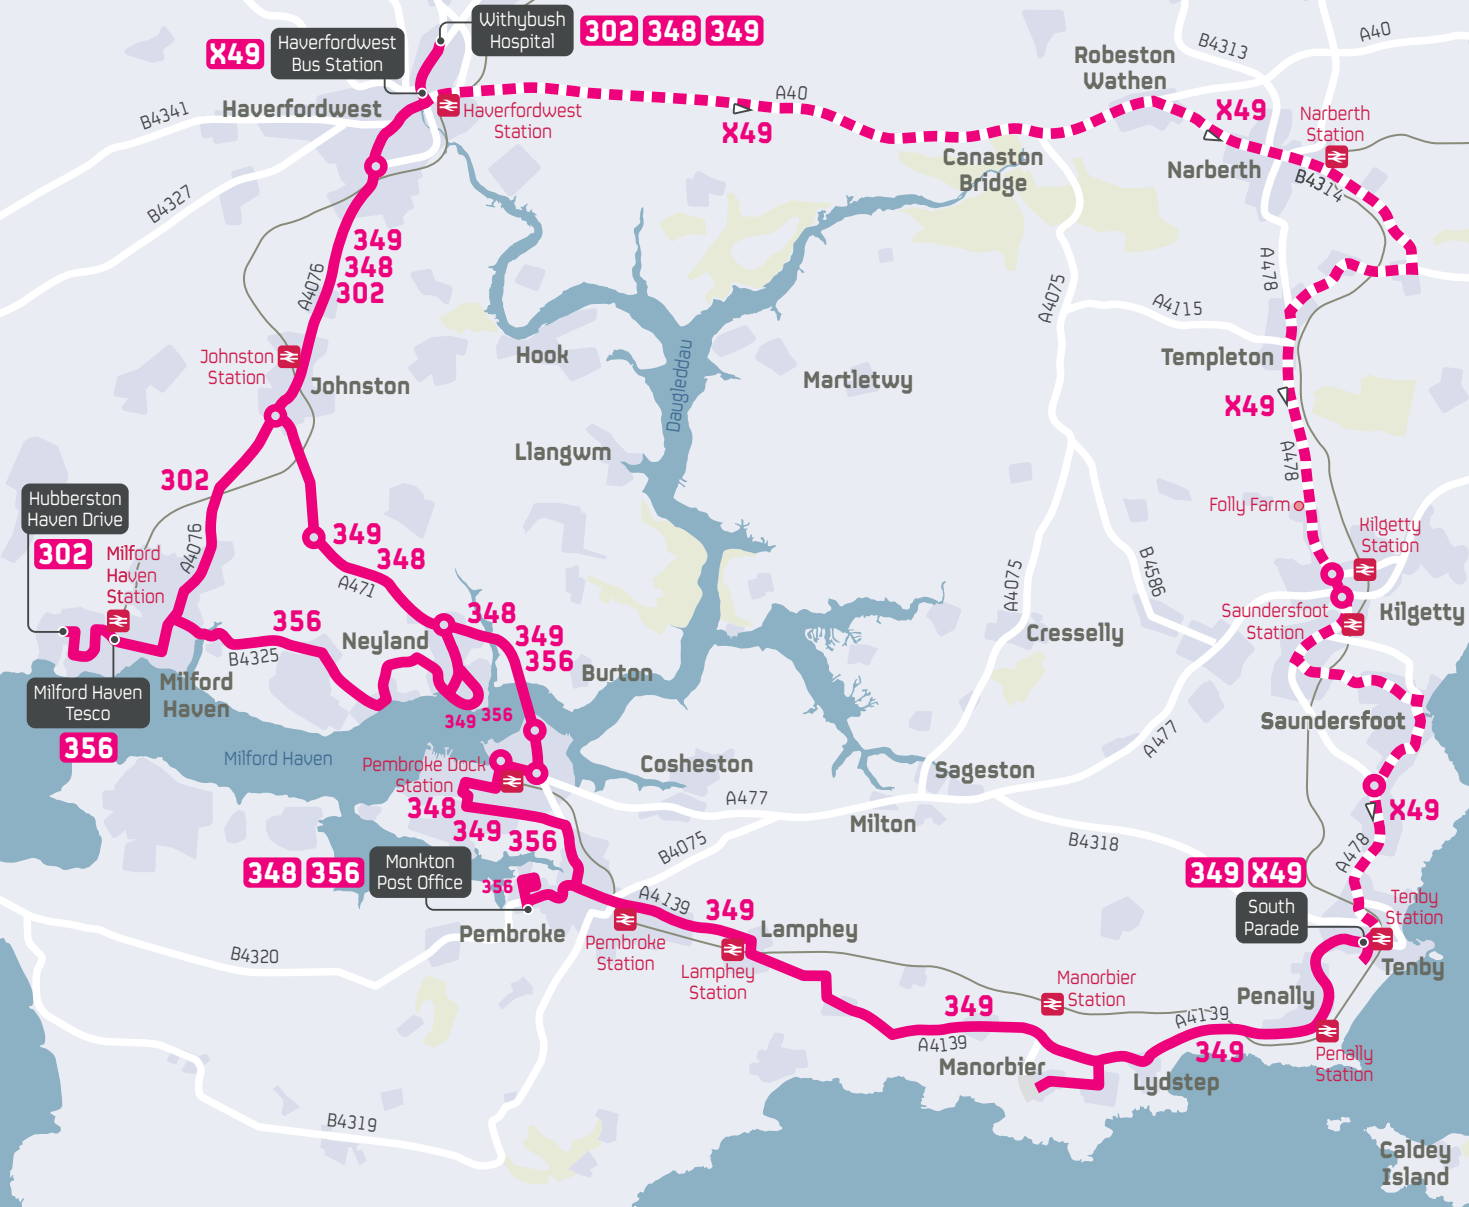 Withybush
Hospital
302 348 349
X49
Haverfordwest
Bus Station
Haverfordwest
Haverfordwest
Station
A40
X49
Robeston
Wathen
B4313
A40
X49
Narberth
Station
Canaston
Bridge
Narberth
B4314
B4341
B4327
349
348
302
A4076
A478
A4075
A4115
Johnston
Station
Johnston
Hook
Daugleddau
Martletwy
Templeton
X49
A478
Llangwm
302
Hubberston
Haven Drive
302
Milford
Haven
Station
A4076
349
348
A471
Folly Farm
Kilgetty
Station
A4075
B4586
348
349
356
356
Neyland
B4325
Burton
Cresselly
Saundersfoot
Station
Kilgetty
Milford Haven
Tesco
356
Milford
Haven
349
356
Milford Haven
Saundersfoot
A477
Pembroke Dock
Station
348
349
356
Cosheston
A477
Sageston
Milton
B4075
B4318
X49
A478
348 356
Monkton
Post Office
356
349 X49
South
Parade
Tenby
Station
Tenby
A4139
349
Lamphey
Pembroke
Pembroke
Station
Lamphey
Station
B4320
Manorbier
Station
Penally
349
A4139
A4139
349
Manorbier
Lydstep
Penally
Station
B4319
Caldey
Island